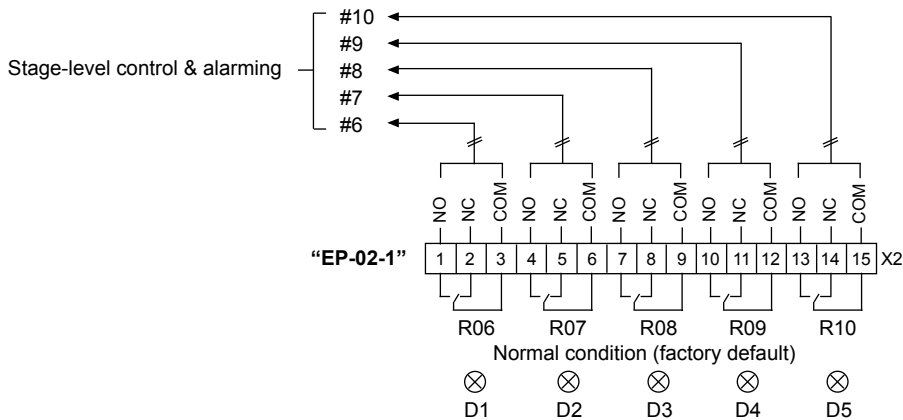 #10
#9
Stage-level control & alarming
#8
#7
#6
NO NC COM NO NC COM NO NC COM NO NC COM NO NC COM
“EP-02-1” 1 2 3 4 5 6 7 8 9 10 11 12 13 14 15 X2
R06 R07 R08 R09 R10
Normal condition (factory default)
D1 D2 D3 D4 D5